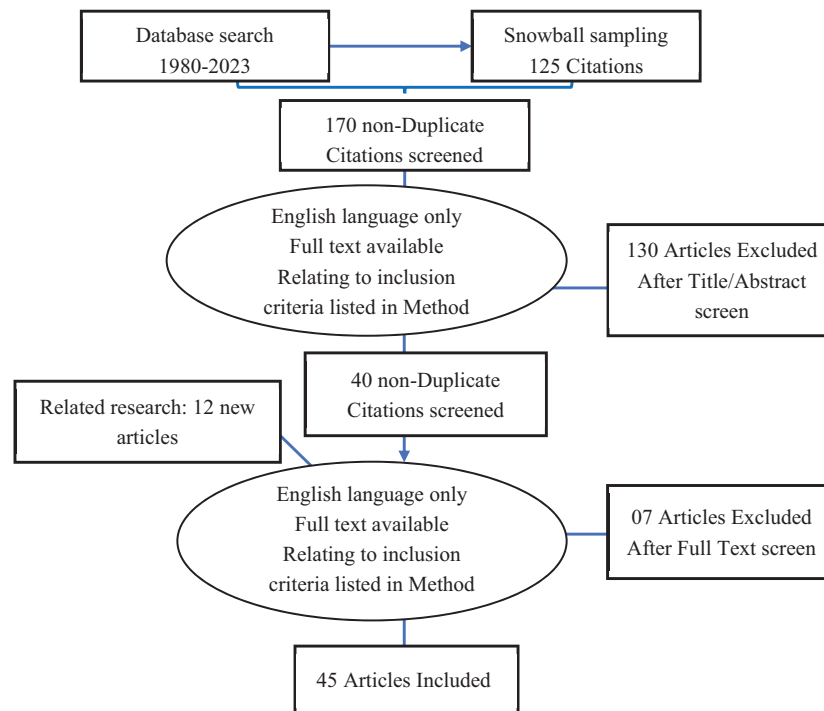 Database search
1980-2023
Snowball sampling
125 Citations
170 non-Duplicate
Citations screened
English language only
Full text available
Relating to inclusion
criteria listed in Method
130 Articles Excluded
After Title/Abstract
screen
40 non-Duplicate
Citations screened
Related research: 12 new
articles
English language only
Full text available
Relating to inclusion
criteria listed in Method
07 Articles Excluded
After Full Text screen
45 Articles Included